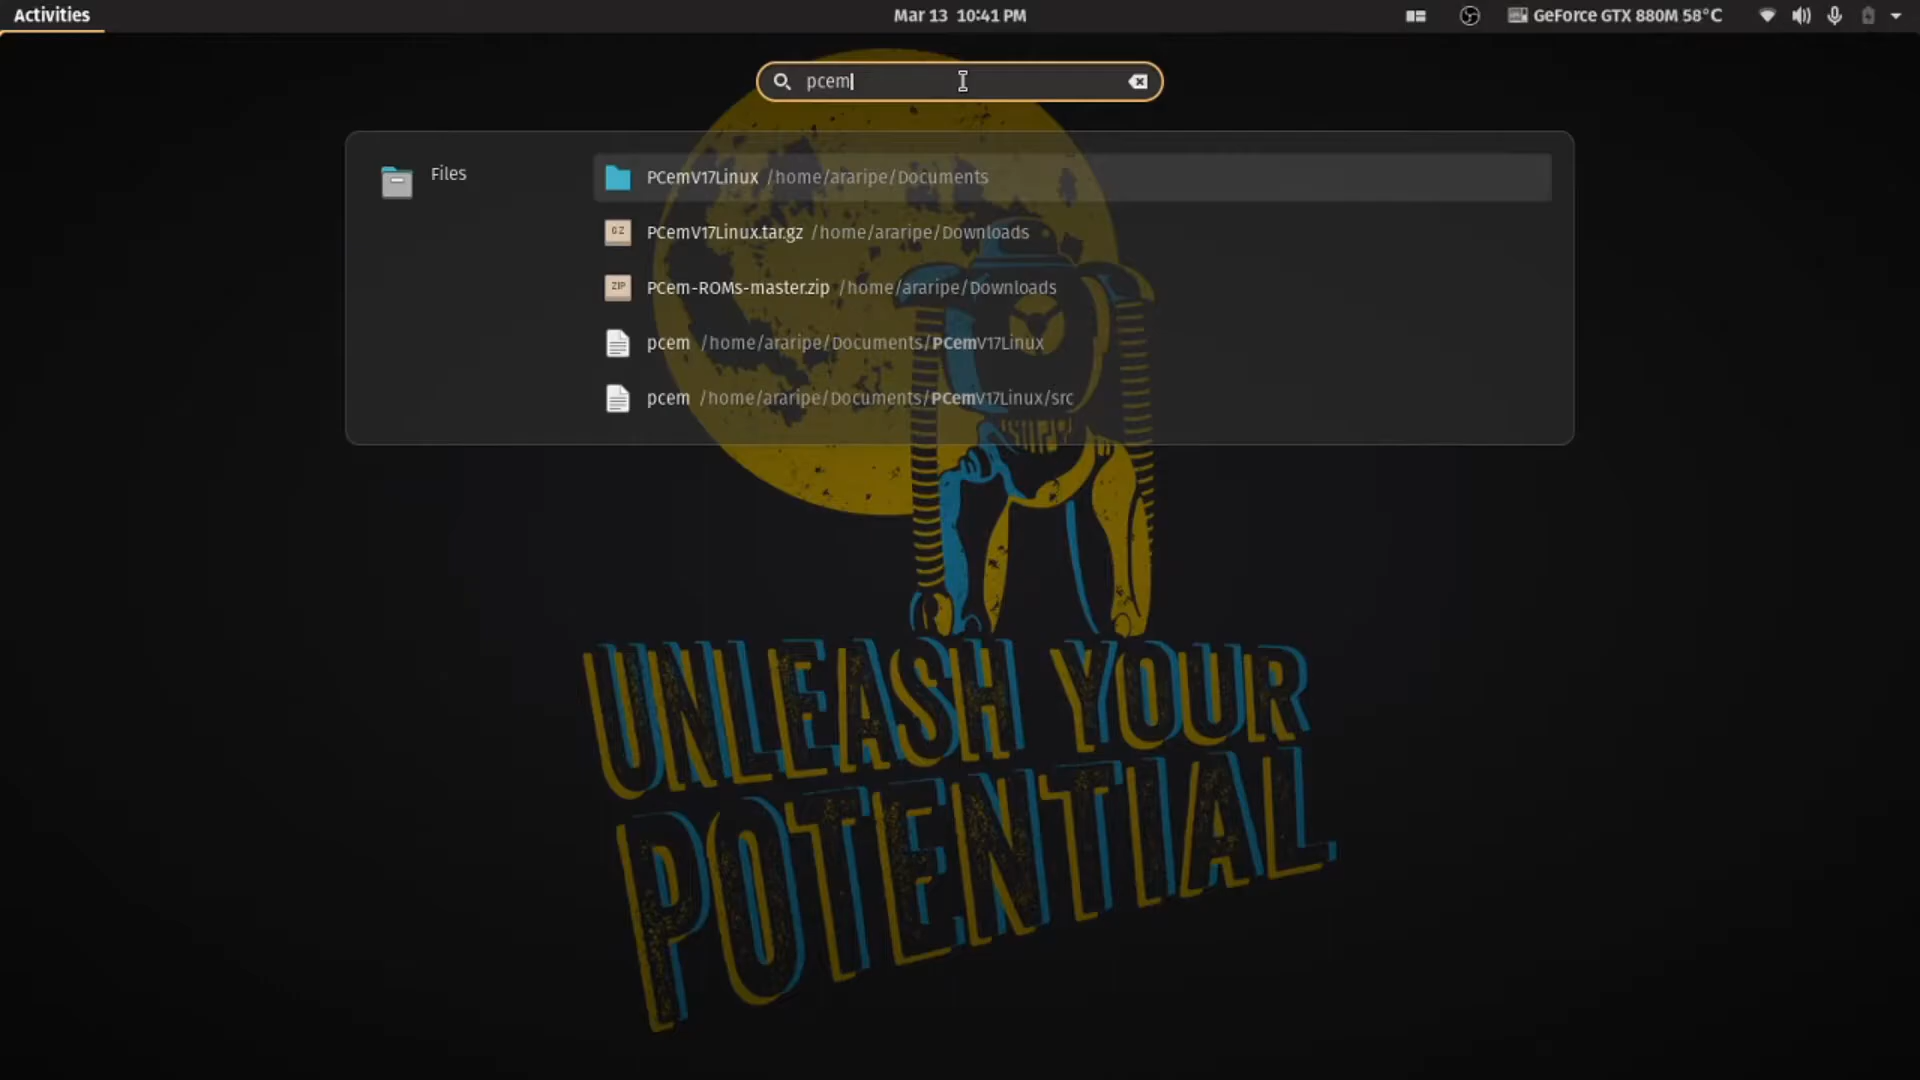 Activities
Mar 13 10:41 PM
GeForce GTX 880M 58°C
pcem
Files
PCemV17Linux /home/araripe/Documents
GZ
PCemV17Linux.tar.gz /home/araripe/Downloads
ZIP
PCem-ROMs-master.zip /home/araripe/Downloads
pcem /home/araripe/Documents/PCemV17Linux
pcem /home/araripe/Documents/PCemV17Linux/src
UNLEASH YOUR
POTENTIAL